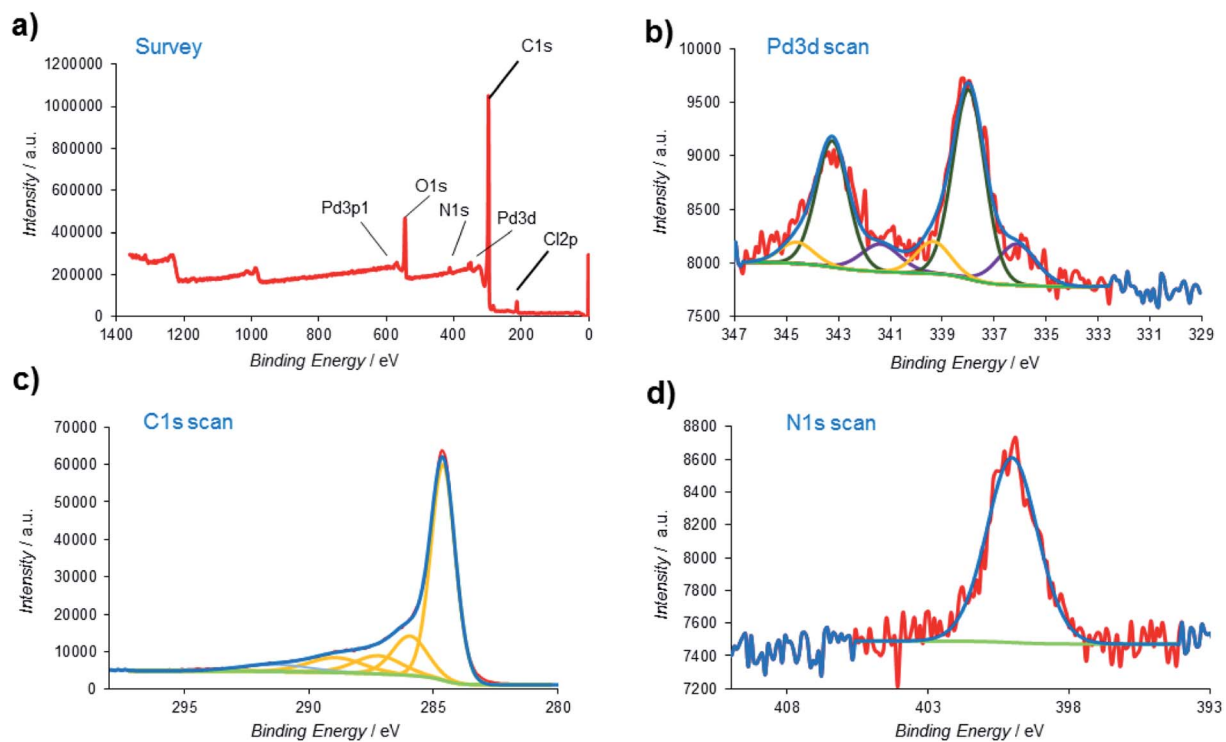 a)
Survey
C1s
O1s
N1s
Pd3p1
Pd3d
Cl2p
Intensity / a.u.
1200000
1000000
800000
600000
400000
200000
0
1400 1200 1000 800 600 400 200 0
Binding Energy / eV
b)
Pd3d scan
Intensity / a.u.
10000
9500
9000
8500
8000
7500
347 345 343 341 339 337 335 333 331 329
Binding Energy / eV
c)
C1s scan
Intensity / a.u.
70000
60000
50000
40000
30000
20000
10000
0
295 290 285 280
Binding Energy / eV
d)
N1s scan
Intensity / a.u.
8800
8600
8400
8200
8000
7800
7600
7400
7200
408 403 398 393
Binding Energy / eV